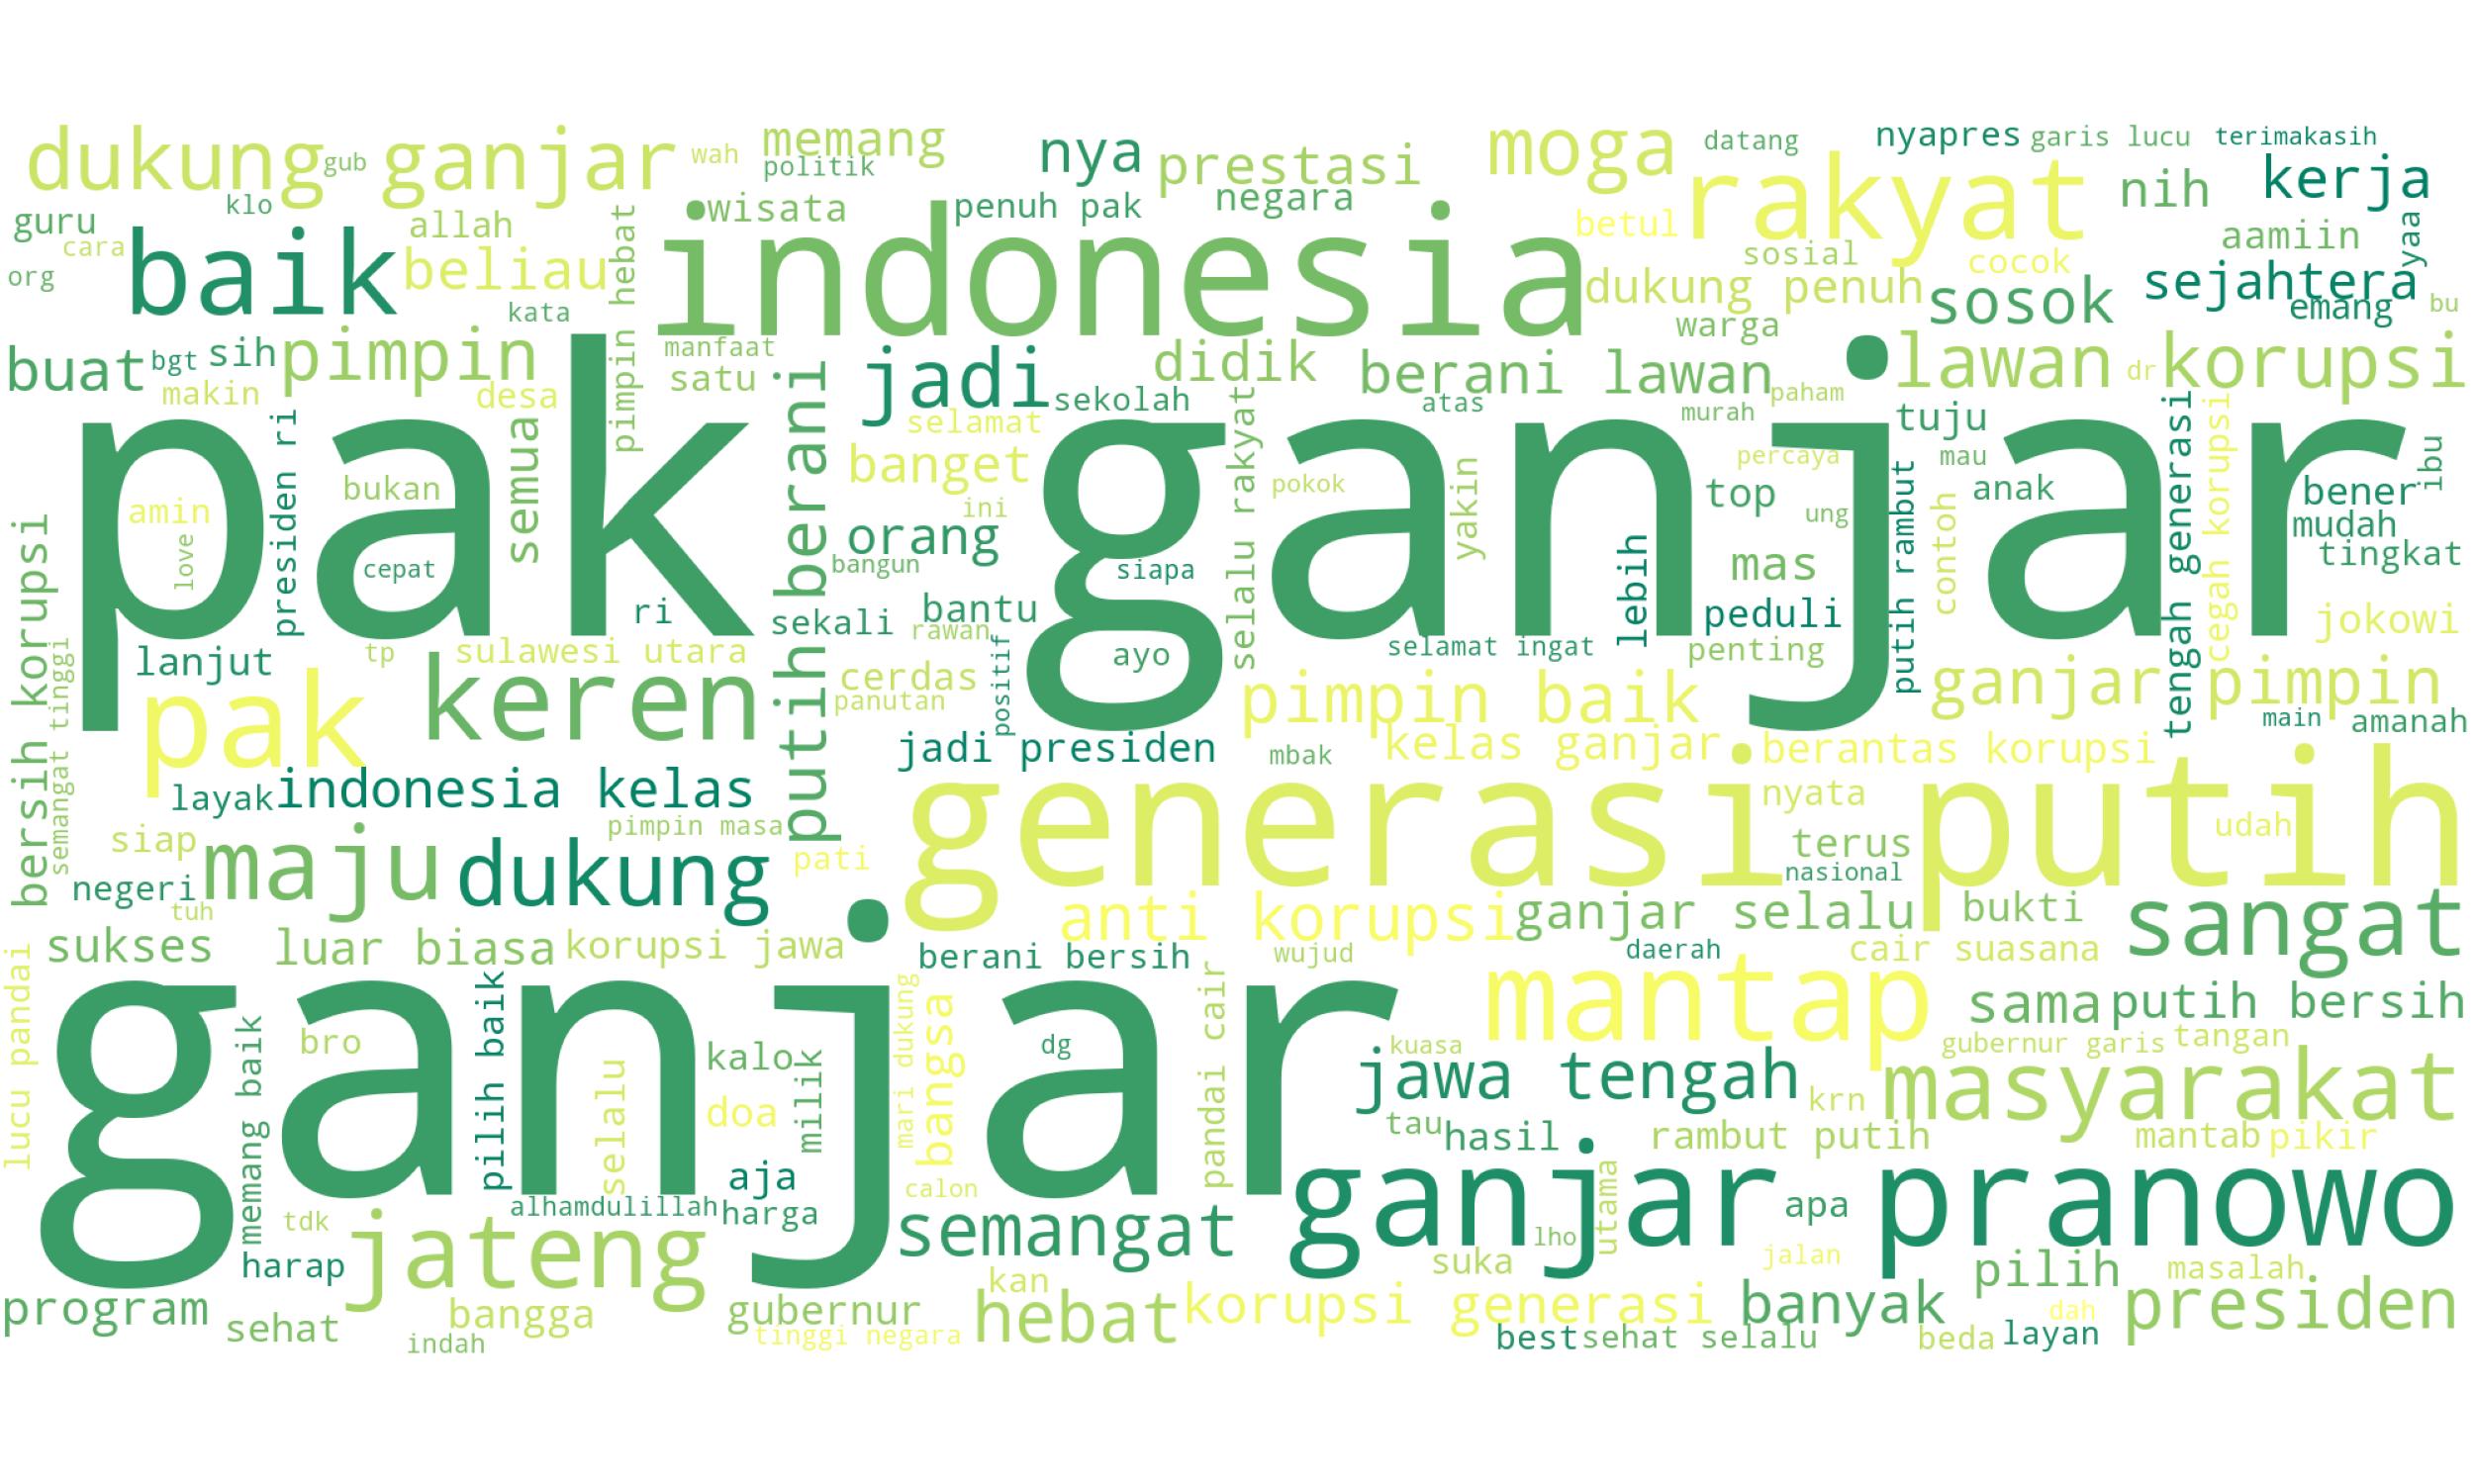 dukung ganjar
gub
wah
memang
politik
nya
prestasi
moga
datang
nyapres
garis lucu
terimakasih
guru
klo
allah
wisata
penuh pak
negara
rakyat
nih
kerja
cara
org
baik
beliau
kata
pimpin hebat
indonesia
betul
sosial
cocok
aamiin
yaa
dukung penuh
sosok
sejahtera
emang
bu
buat
bgt
sih
pimpin
manfaat
satu
jadi
didik
warga
berani lawan
lawan korupsi
dr
makin
desa
selamat
sekolah
atas
murah
paham
tuju
pak ganjar
presiden ri
bukan
semua
putih berani
banget
selalu rakyat
pokok
yakin
percaya
top
mau
anak
tengah generasi
cegah korupsi
bener
ibu
amin
love
cepat
ini
orang
bangun
siapa
lebih
mas
ung
putih rambut
contoh
mudah
tingkat
bersih korupsi
semangat tinggi
ri
sekali
bantu
rawan
positif
ayo
selamat ingat
peduli
penting
jokowi
lanjut
tp
sulawesi utara
cerdas
panutan
pak
keren
pimpin baik
ganjar pimpin
main
amanah
jadi presiden
mbak
kelas ganjar
berantas korupsi
layak
indonesia kelas
generasi putih
nyata
udah
siap
maju
pimpin masa
dukung
pati
terus
nasional
negeri
tuh
anti korupsi
ganjar selalu
bukti
sangat
sukses
luar biasa
korupsi jawa
berani bersih
wujud
daerah
cair suasana
lucu pandai
ganjar
memang baik
bro
pilih baik
selalu
kalo
milik
mari dukung
bangsa
dg
pandai cair
mantap
sama
putih bersih
kuasa
gubernur garis
tangan
jawa tengah
krn
masyarakat
doa
tau
hasil
rambut putih
mantab
pikir
aja
calon
alhamdulillah
harga
tdk
jateng
semangat
ganjar pranowo
lho
utama
apa
harap
kan
suka
jalan
pilih
masalah
program
sehat
bangga
indah
gubernur
tinggi negara
hebat
korupsi generasi
banyak
dah
presiden
best
sehat selalu
beda
layan